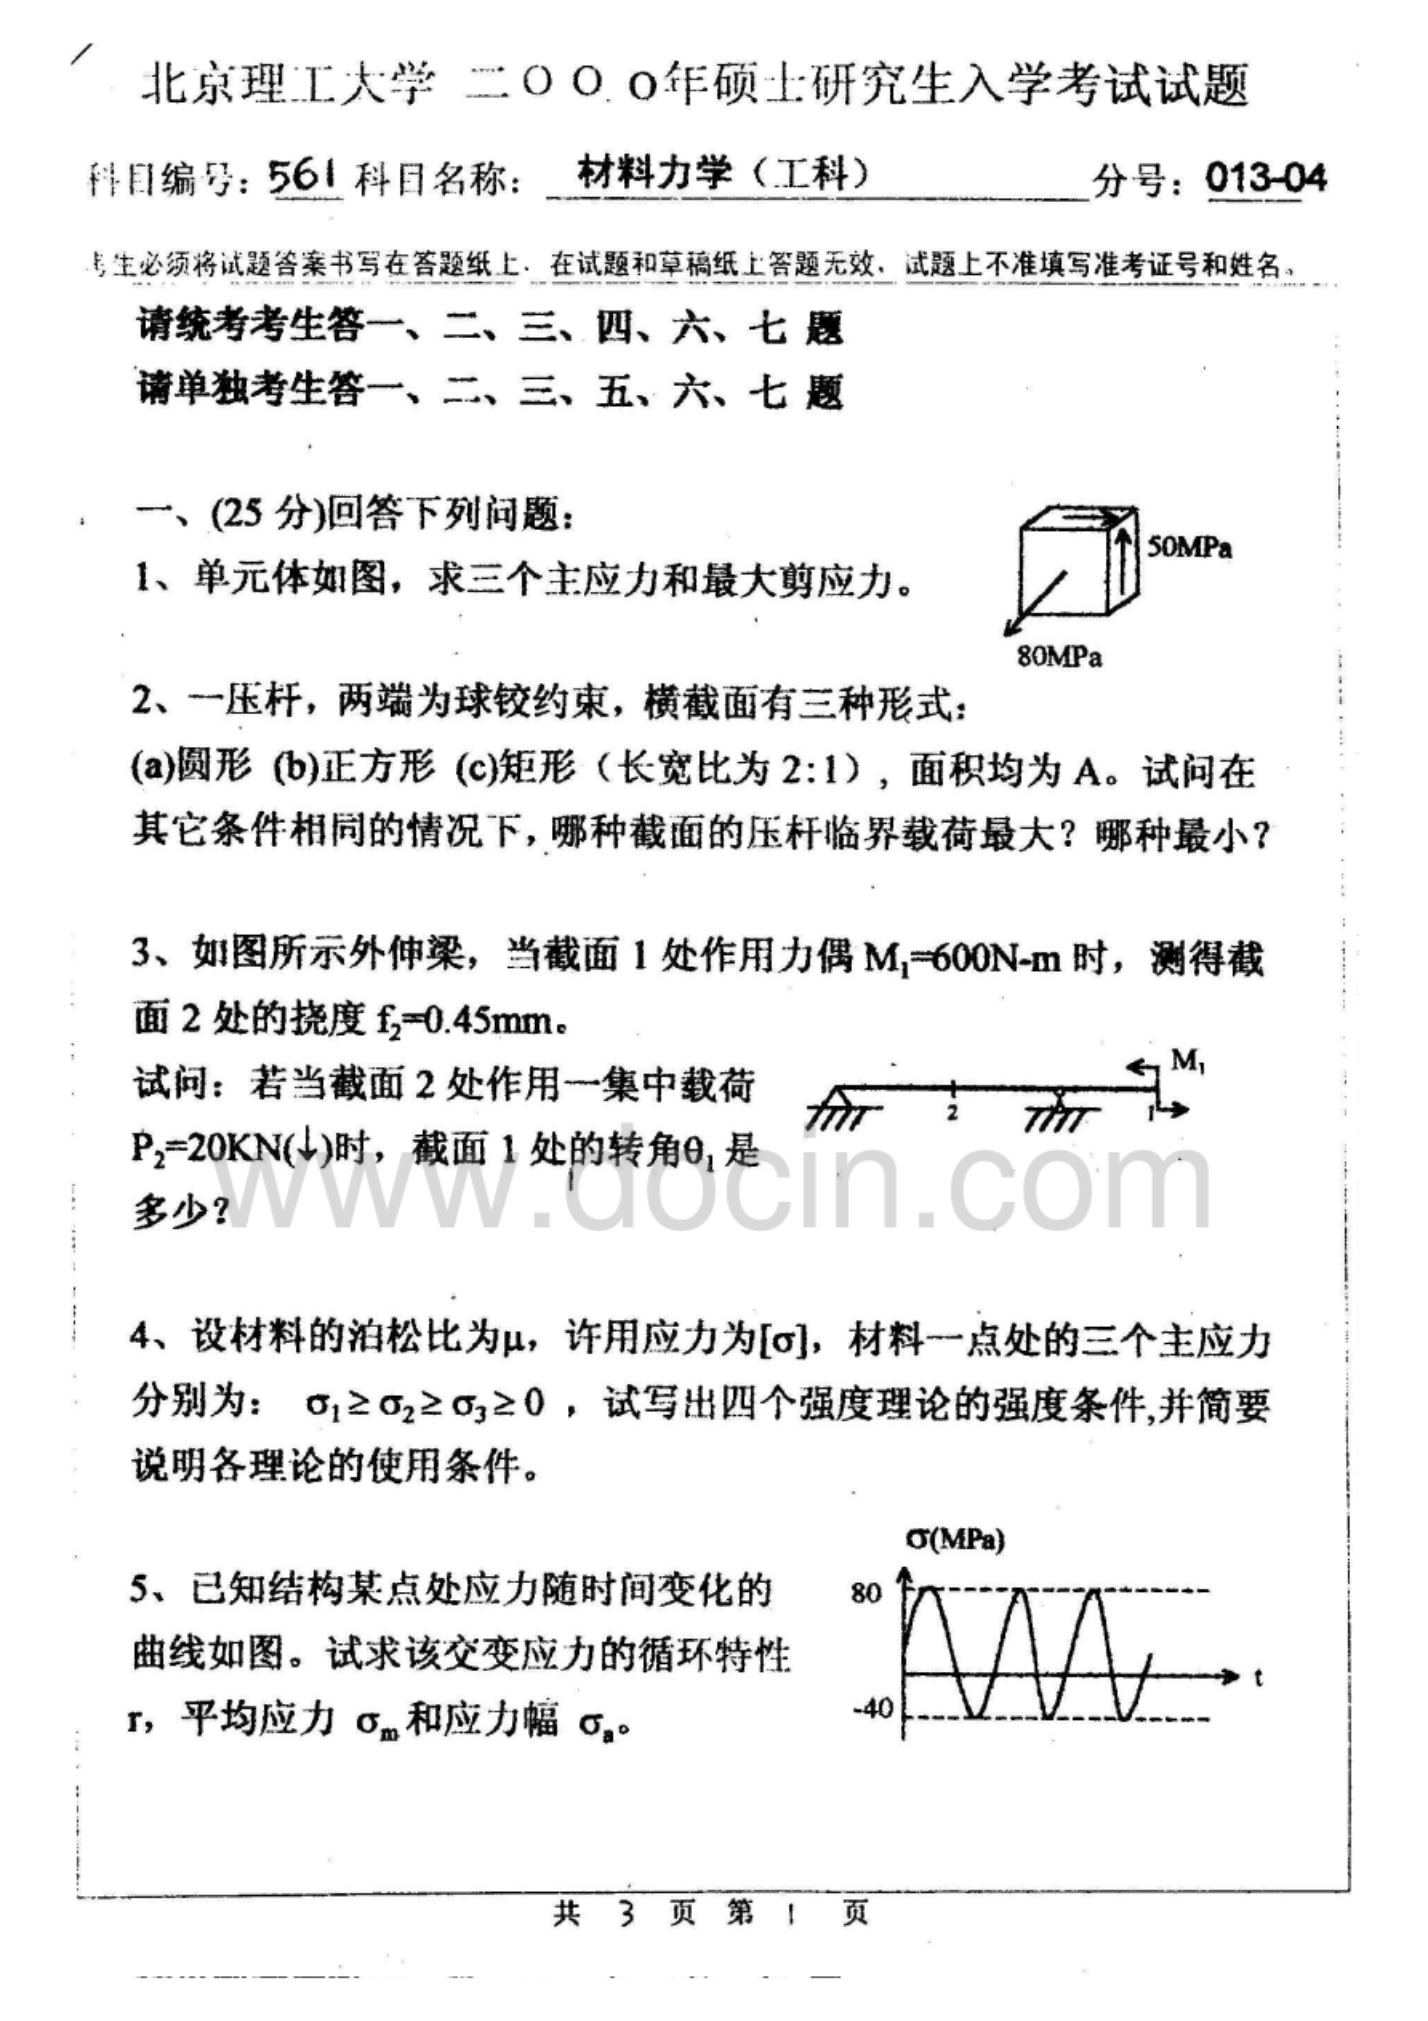 北京理工大学 二〇〇〇年硕士研究生入学考试试题
科目编号：561 科目名称： 材料力学（工科） 分号：013-04
考生必须将试题答案书写在答题纸上，在试题和草稿纸上答题无效，试题上不准填写准考证号和姓名。
请统考考生答一、二、三、四、六、七 题
请单独考生答一、二、三、五、六、七 题
一、(25 分)回答下列问题：
1、单元体如图，求三个主应力和最大剪应力。
50MPa
80MPa
2、一压杆，两端为球铰约束，横截面有三种形式：
(a)圆形 (b)正方形 (c)矩形（长宽比为 2:1）, 面积均为 A。试问在
其它条件相同的情况下，哪种截面的压杆临界载荷最大？哪种最小？
3、如图所示外伸梁，当截面 1 处作用力偶 M₁=600N-m 时，测得截
面 2 处的挠度 f₂=0.45mm。
试问：若当截面 2 处作用一集中载荷
P₂=20KN(↓)时，截面 1 处的转角θ₁ 是
多少？
M₁
2
1
www.docin.com
4、设材料的泊松比为μ，许用应力为[σ]，材料一点处的三个主应力
分别为： σ₁≥σ₂≥σ₃≥0 ，试写出四个强度理论的强度条件,并简要
说明各理论的使用条件。
5、已知结构某点处应力随时间变化的
曲线如图。试求该交变应力的循环特性
r，平均应力 σₘ和应力幅 σₐ。
σ(MPa)
80
-40
t
共 3 页 第 1 页